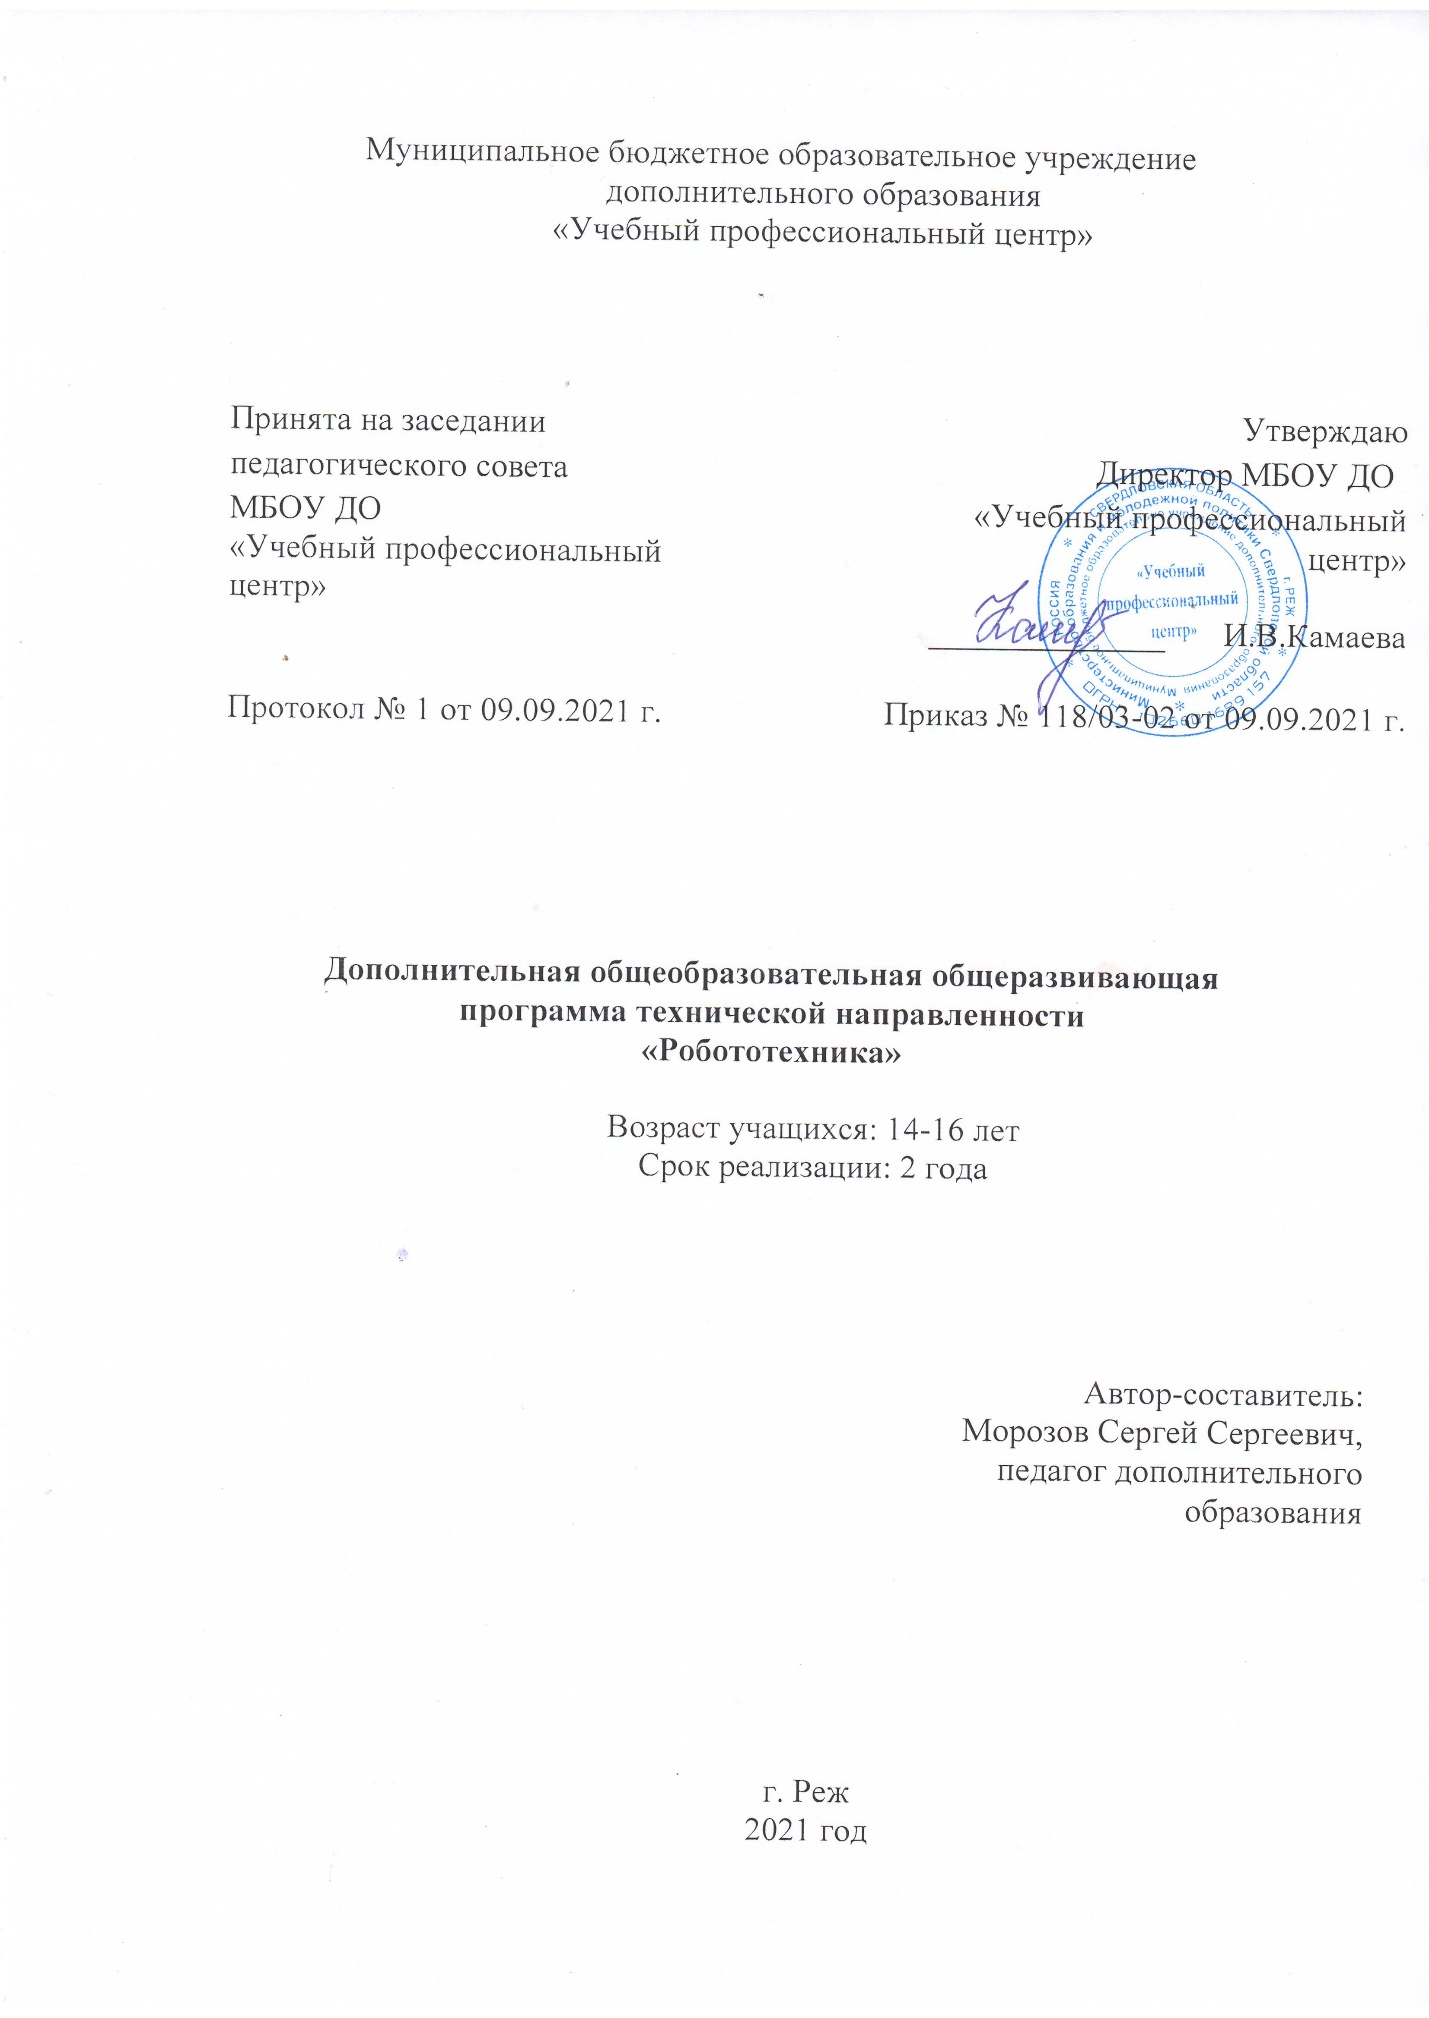 Муниципальное бюджетное образовательное учреждение
дополнительного образования
«Учебный профессиональный центр»
Принята на заседании
педагогического совета
МБОУ ДО
«Учебный профессиональный
центр»
Протокол № 1 от 09.09.2021 г.
Утверждаю
Директор МБОУ ДО
«Учебный профессиональный
центр»
И.В.Камаева
Приказ № 118/03-02 от 09.09.2021 г.
СВЕРДЛОВСКАЯ ОБЛАСТЬ
г. РЕЖ
«Учебный
профессиональный
центр»
Дополнительная общеобразовательная общеразвивающая
программа технической направленности
«Робототехника»
Возраст учащихся: 14-16 лет
Срок реализации: 2 года
Автор-составитель:
Морозов Сергей Сергеевич,
педагог дополнительного
образования
г. Реж
2021 год